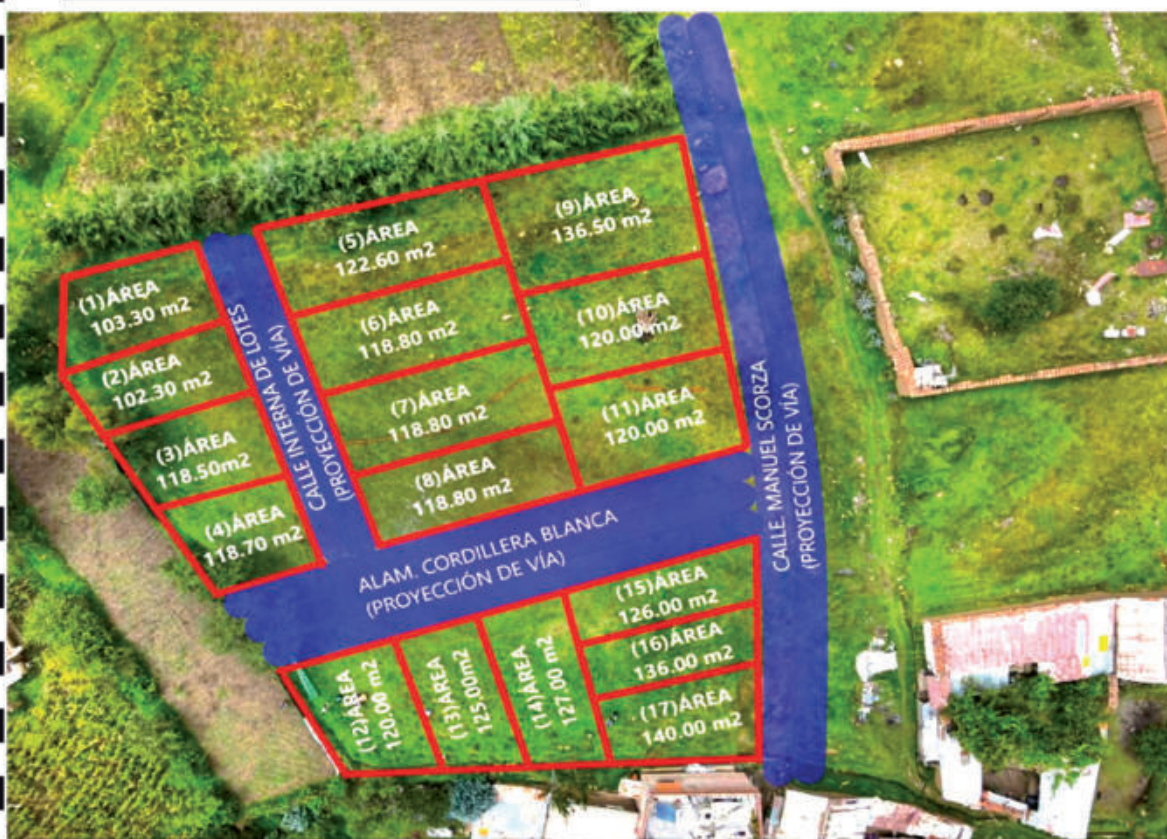 (1)ÁREA
103.30 m2
(2)ÁREA
102.30 m2
(3)ÁREA
118.50m2
(4)ÁREA
118.70 m2
CALLE INTERNA DE LOTES
(PROYECCIÓN DE VÍA)
(5)ÁREA
122.60 m2
(6)ÁREA
118.80 m2
(7)ÁREA
118.80 m2
(8)ÁREA
118.80 m2
(9)ÁREA
136.50 m2
(10)ÁREA
120.00 m2
(11)ÁREA
120.00 m2
CALLE. MANUEL SCORZA
(PROYECCIÓN DE VÍA)
ALAM. CORDILLERA BLANCA
(PROYECCIÓN DE VÍA)
(12)ÁREA
120.00 m2
(13)ÁREA
125.00m2
(14)ÁREA
127.00 m2
(15)ÁREA
126.00 m2
(16)ÁREA
136.00 m2
(17)ÁREA
140.00 m2